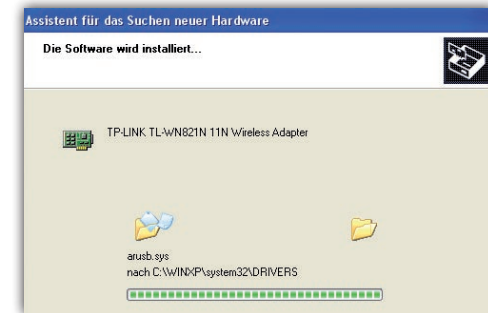 Assistent für das Suchen neuer Hardware
Die Software wird installiert...
TP-LINK TL-WN821N 11N Wireless Adapter
arusb.sys
nach C:\WINXP\system32\DRIVERS